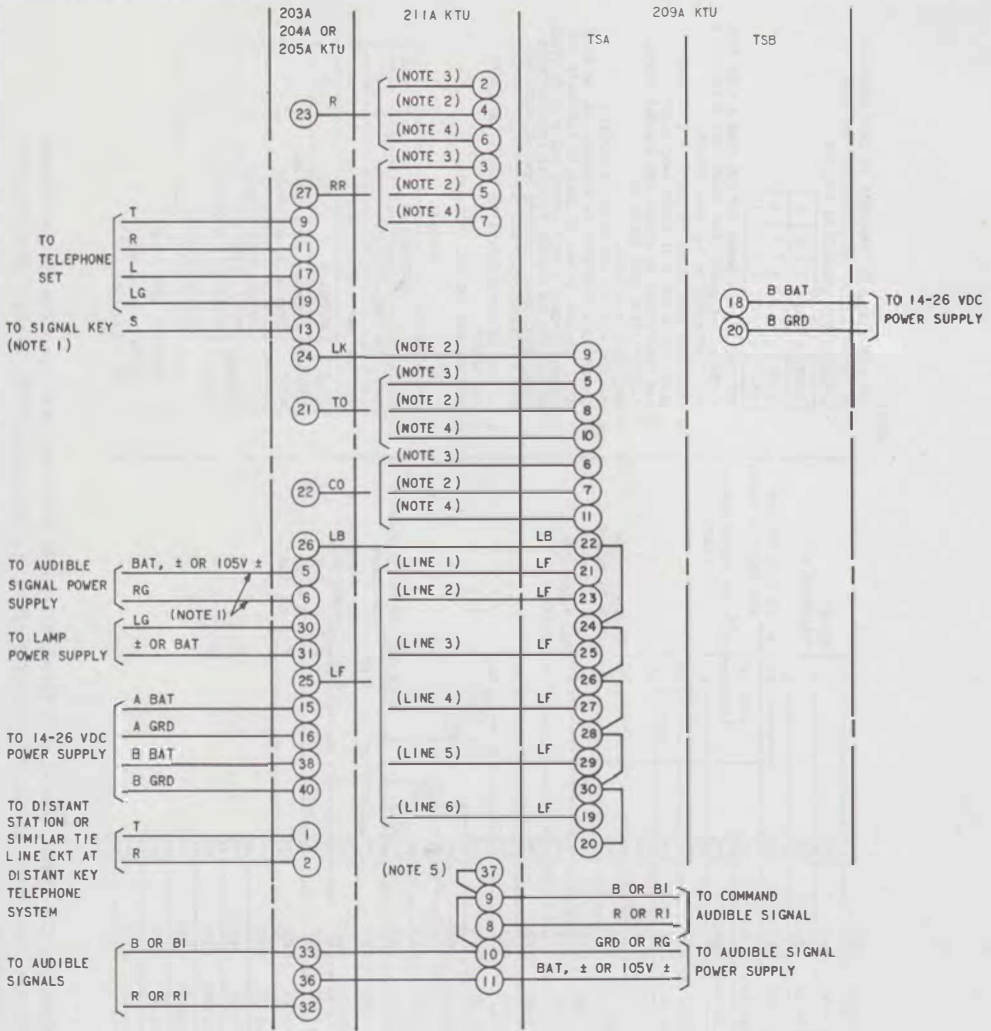 203A
204A OR
205A KTU
211A KTU
209A KTU
TSA
TSB
(NOTE 3) 2
23 R (NOTE 2) 4
(NOTE 4) 6
(NOTE 3) 3
27 RR (NOTE 2) 5
(NOTE 4) 7
TO
TELEPHONE
SET
T 9
R 11
L 17
LG 19
TO SIGNAL KEY
(NOTE 1)
S 13
18 B BAT
20 B GRD
TO 14-26 VDC
POWER SUPPLY
24 LK (NOTE 2) 9
(NOTE 3) 5
21 TO (NOTE 2) 8
(NOTE 4) 10
(NOTE 3) 6
22 CO (NOTE 2) 7
(NOTE 4) 11
26 LB LB 22
TO AUDIBLE
SIGNAL POWER
SUPPLY
BAT, ± OR 105V ± 5
RG 6
(NOTE 1)
TO LAMP
POWER SUPPLY
LG 30
± OR BAT 31
25 LF
(LINE 1) LF 21
(LINE 2) LF 23
24
(LINE 3) LF 25
26
(LINE 4) LF 27
28
(LINE 5) LF 29
30
(LINE 6) LF 19
20
TO 14-26 VDC
POWER SUPPLY
A BAT 15
A GRD 16
B BAT 38
B GRD 40
TO DISTANT
STATION OR
SIMILAR TIE
LINE CKT AT
DISTANT KEY
TELEPHONE
SYSTEM
T 1
R 2
(NOTE 5) 37
9 B OR B1
8 R OR R1
TO COMMAND
AUDIBLE SIGNAL
TO AUDIBLE
SIGNALS
B OR B1 33
36
R OR R1 32
10 GRD OR RG
11 BAT, ± OR 105V ±
TO AUDIBLE SIGNAL
POWER SUPPLY